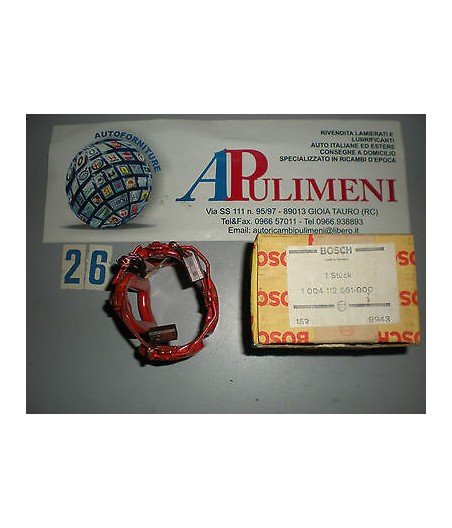 AUTOFORNITURE
APULIMENI
RIVENDITA LAMIERATI E
LUBRIFICANTI
AUTO ITALIANE ED ESTERE
CONSEGNE A DOMICILIO
SPECIALIZZATO IN RICAMBI D'EPOCA
Via SS 111 n. 95/97 - 89013 GIOIA TAURO (RC)
Tel&Fax. 0966 57011 - Tel 0966.938893
Email: autoricambipulimeni@libero.it
26
BOSCH
1 Stück
1 004 112 561-000
152 9943